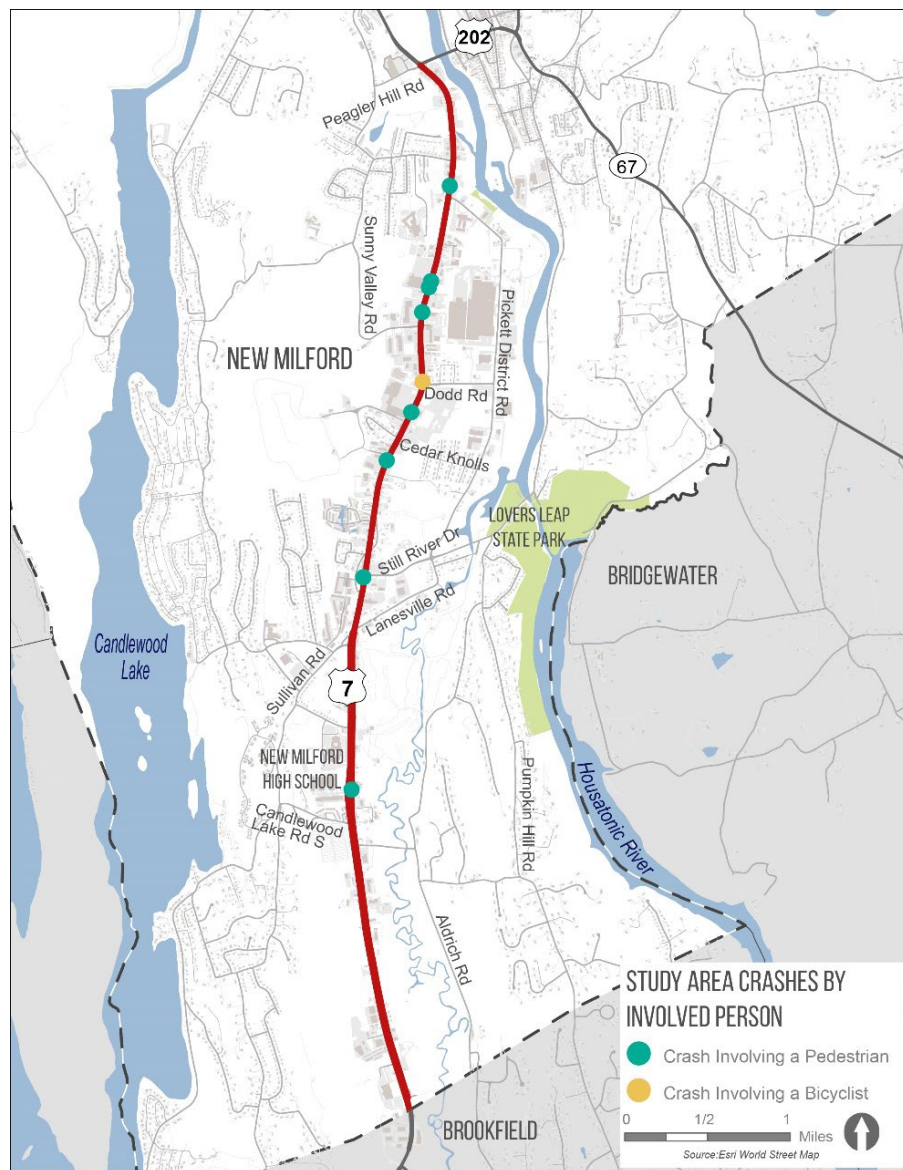 202
Peagler Hill Rd
67
Sunny Valley Rd
Pickett District Rd
NEW MILFORD
Dodd Rd
Cedar Knolls
LOVERS LEAP
STATE PARK
Still River Dr
BRIDGEWATER
Lanesville Rd
Candlewood
Lake
Sullivan Rd
7
NEW MILFORD
HIGH SCHOOL
Candlewood
Lake Rd S
Pumpkin Hill Rd
Housatonic River
Aldrich Rd
BROOKFIELD
STUDY AREA CRASHES BY
INVOLVED PERSON
Crash Involving a Pedestrian
Crash Involving a Bicyclist
0 1/2 1
Miles
Source:Esri World Street Map